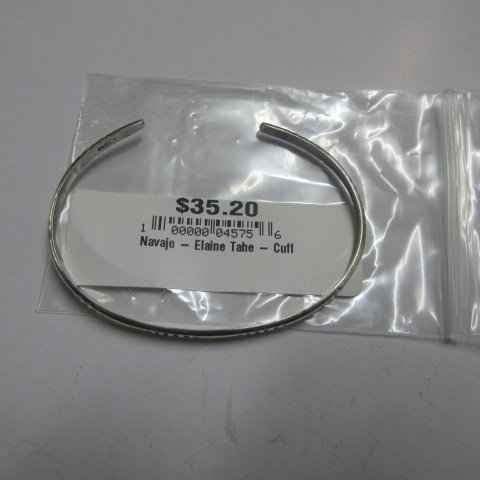 $35.20
1 00000 04575 6
Navajo – Elaine Tahe – Cuff